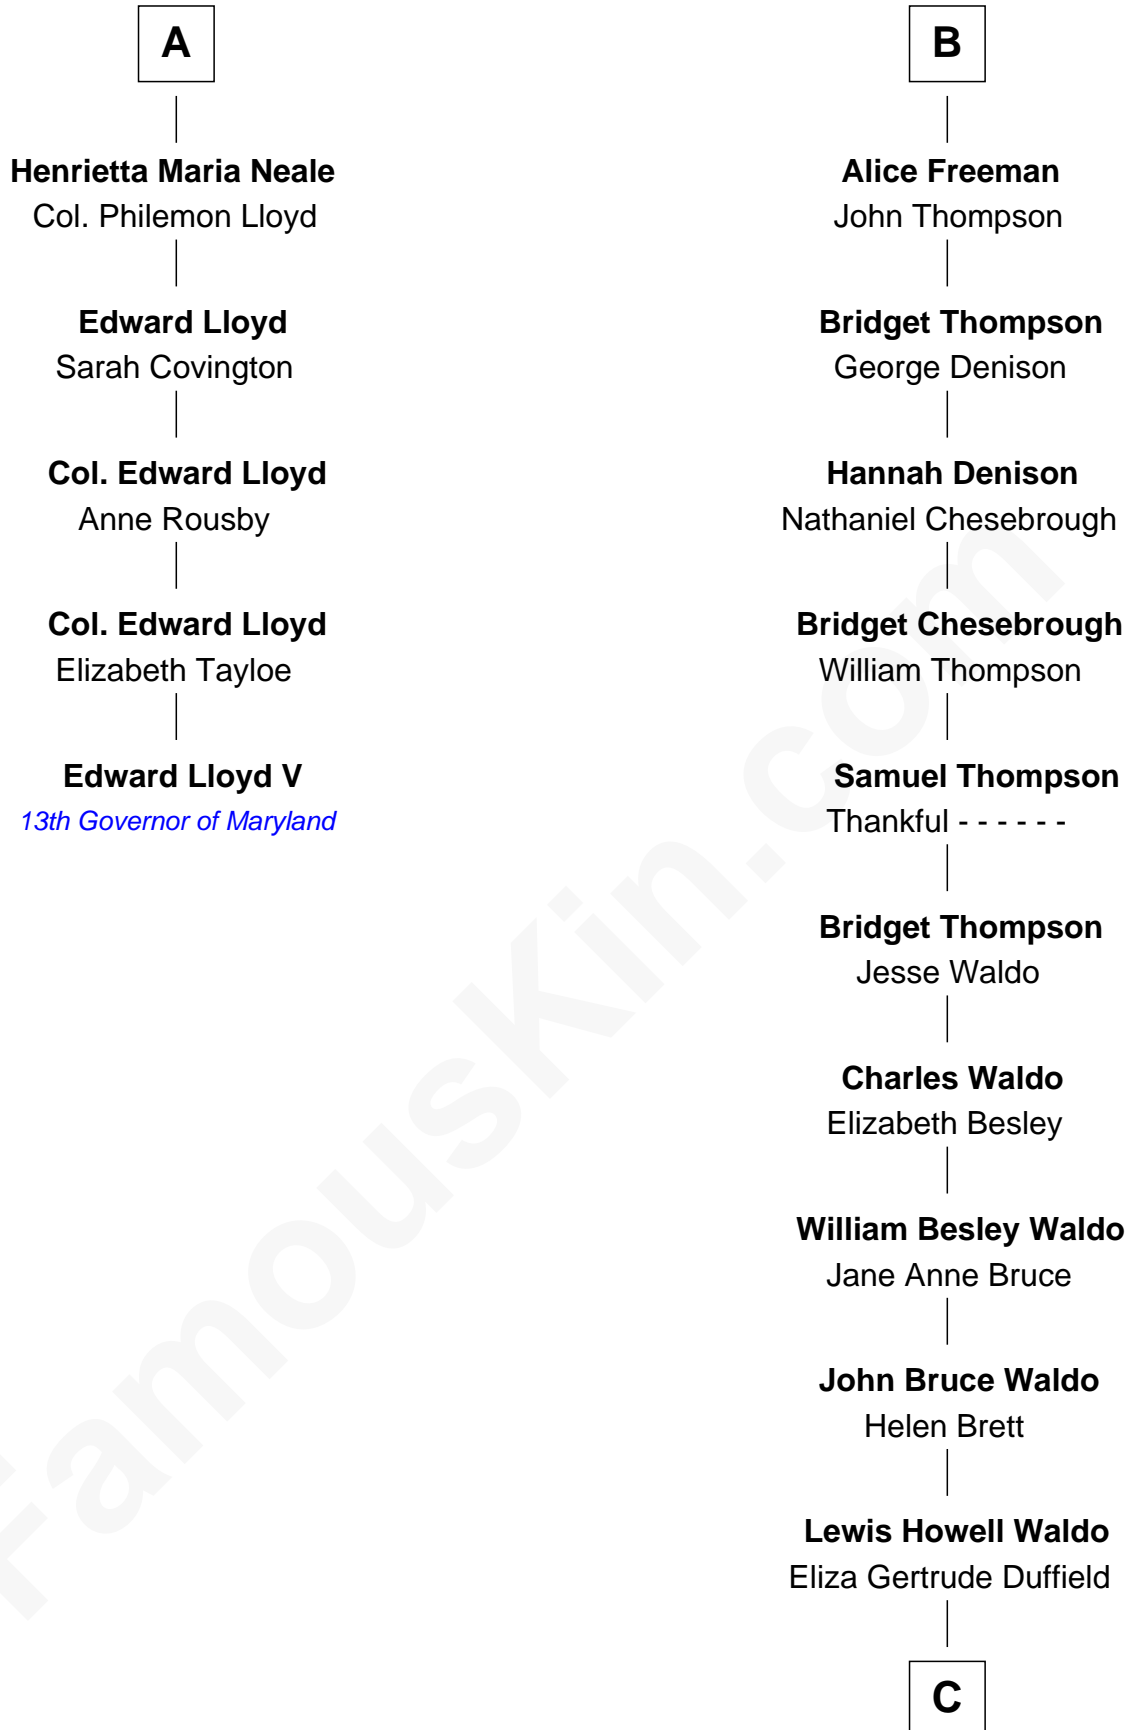 A
Henrietta Maria Neale
Col. Philemon Lloyd
Edward Lloyd
Sarah Covington
Col. Edward Lloyd
Anne Rousby
Col. Edward Lloyd
Elizabeth Tayloe
Edward Lloyd V
13th Governor of Maryland
B
Alice Freeman
John Thompson
Bridget Thompson
George Denison
Hannah Denison
Nathaniel Chesebrough
Bridget Chesebrough
William Thompson
Samuel Thompson
Thankful - - - - - -
Bridget Thompson
Jesse Waldo
Charles Waldo
Elizabeth Besley
William Besley Waldo
Jane Anne Bruce
John Bruce Waldo
Helen Brett
Lewis Howell Waldo
Eliza Gertrude Duffield
C
FamousKin.com